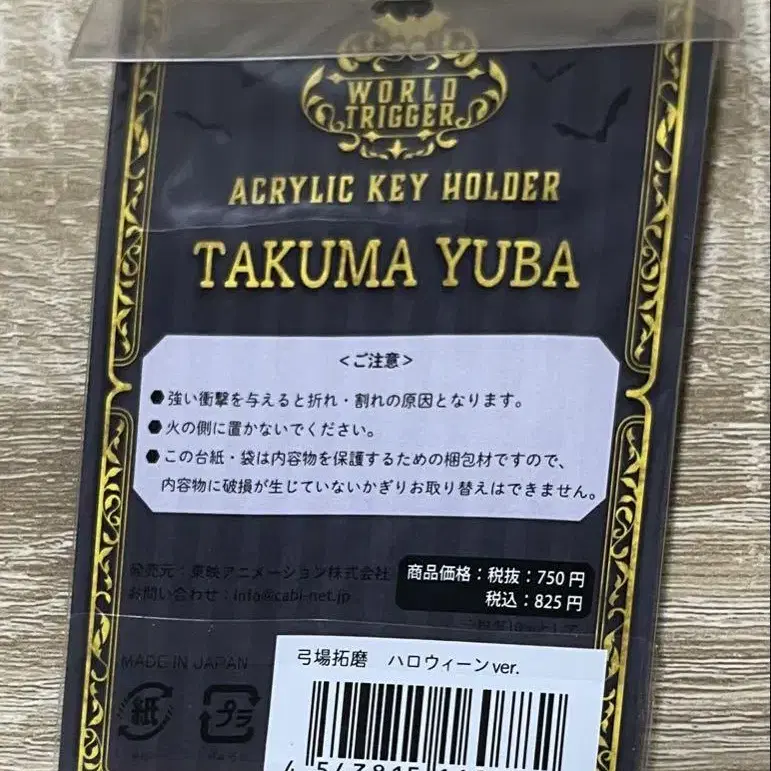 WORLD
TRIGGER
ACRYLIC KEY HOLDER
TAKUMA YUBA
<ご注意>
●強い衝撃を与えると折れ・割れの原因となります。
●火の側に置かないでください。
●この台紙・袋は内容物を保護するための梱包材ですので、
内容物に破損が生じていないかぎりお取り替えはできません。
発売元:東映アニメーション株式会社
お問い合わせ:info@cabi-net.jp
商品価格:税抜:750円
税込:825円
MADE IN JAPAN
弓場拓磨 ハロウィーンver.
紙
プラ
4 543815